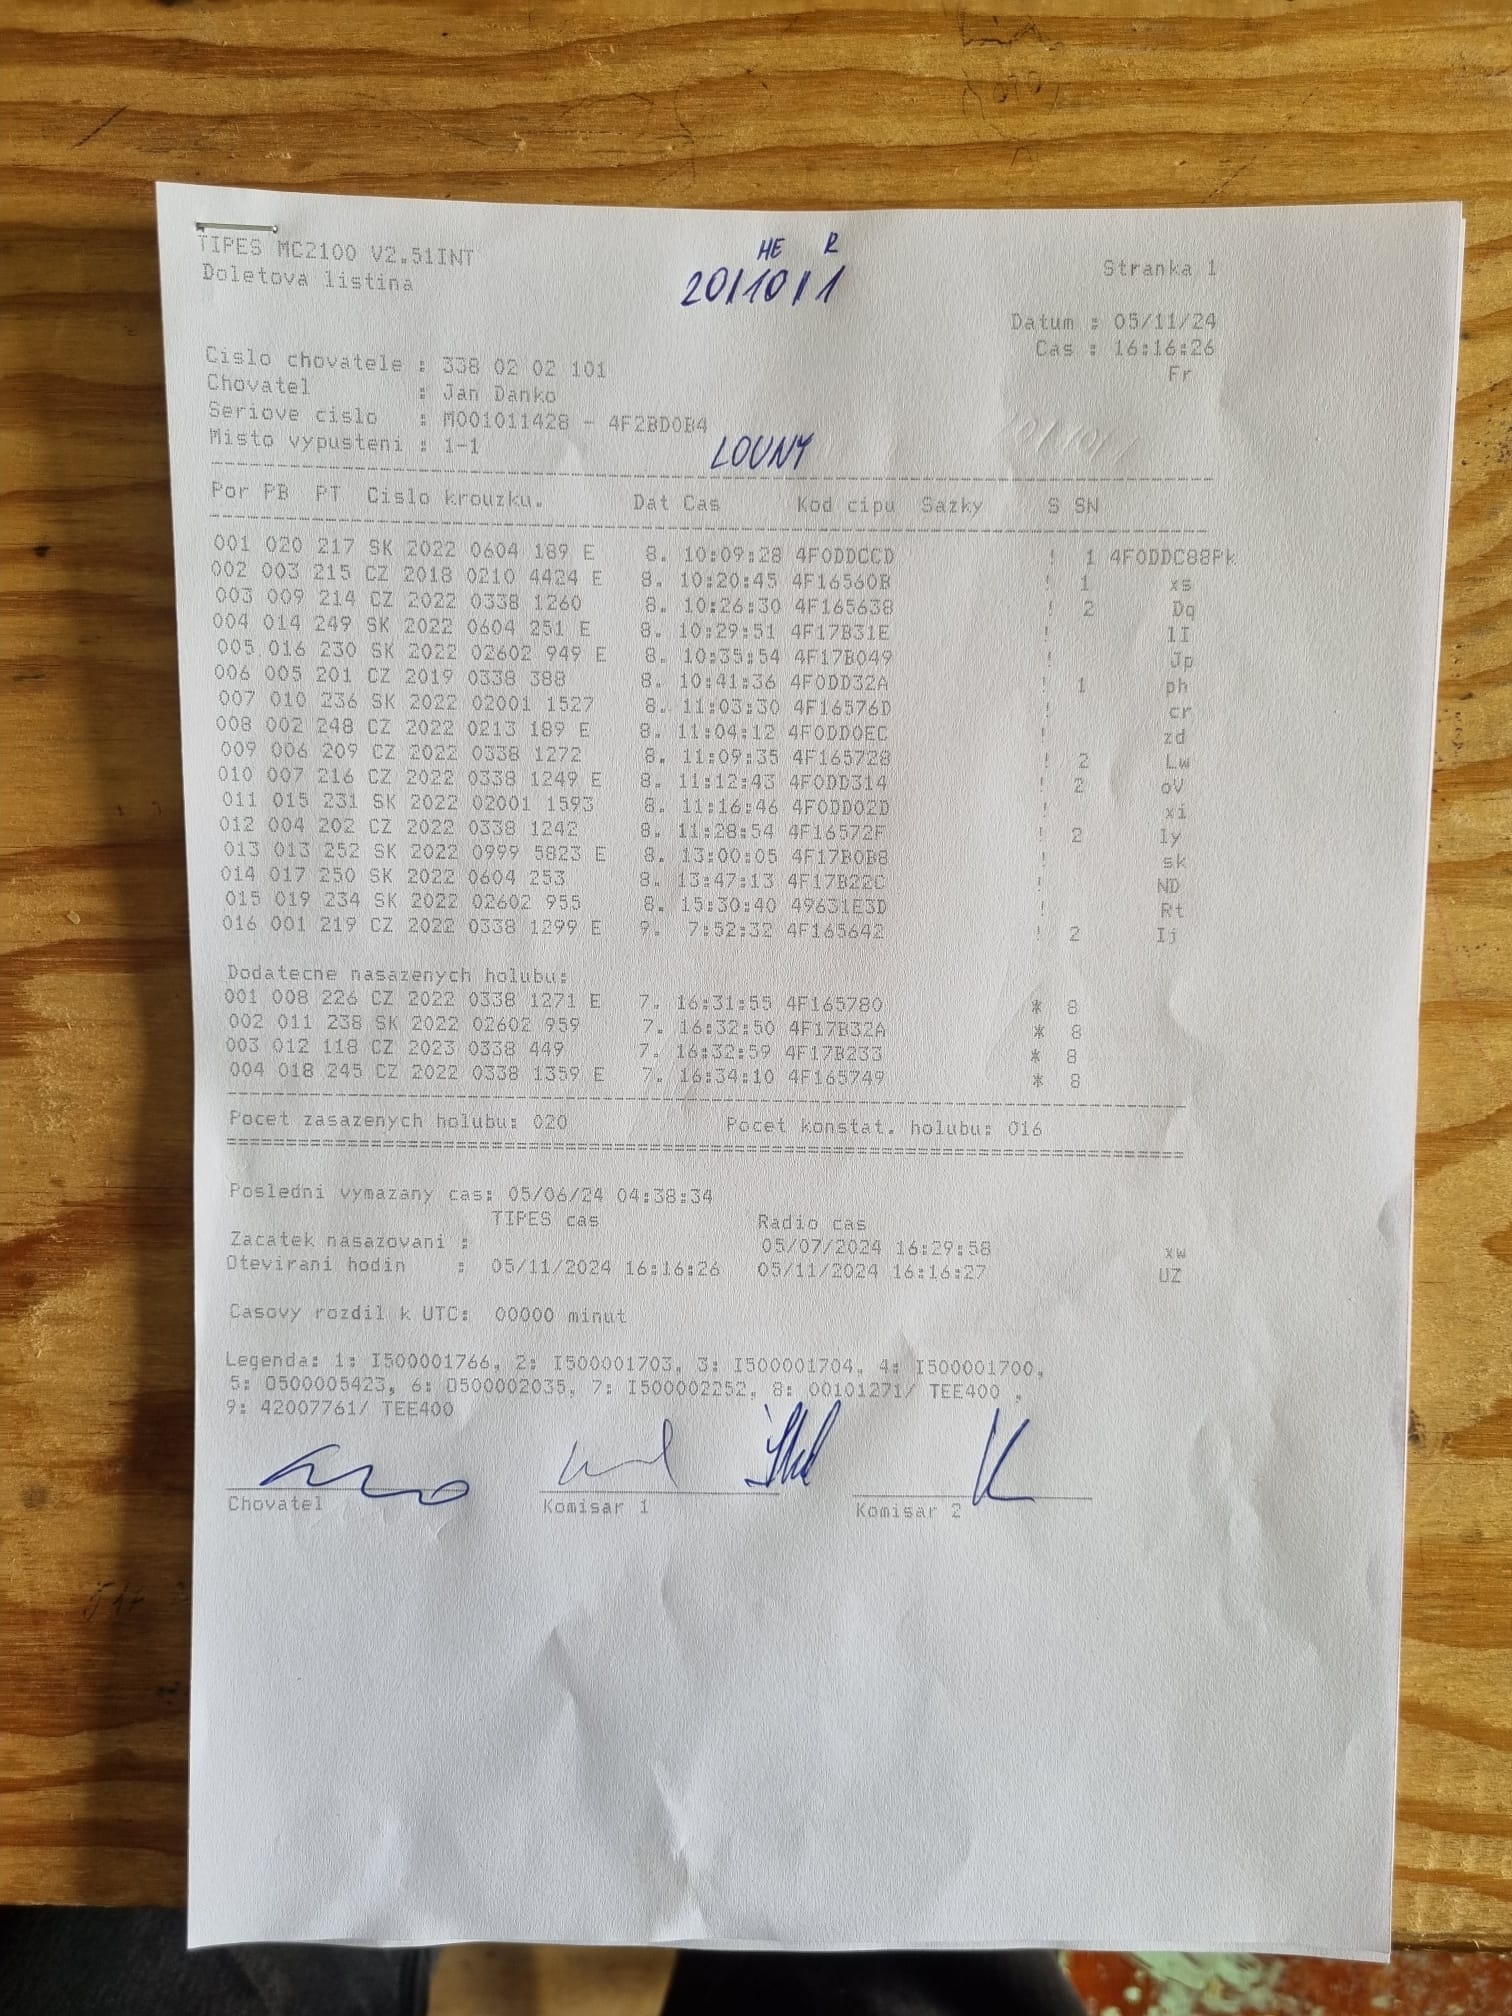 TIPES MC2100 V2.51INT
HE R
Doletova listina
20/10/1
Stranka 1
Datum : 05/11/24
Cas : 16:16:26
Fr
Cislo chovatele : 338 02 02 101
Chovatel : Jan Danko
Seriove cislo : M001011428 - 4F2BD0B4
Misto vypusteni : 1-1 LOUNY
Por PB PT Cislo krouzku. Dat Cas Kod cipu Sazky S SN
001 020 217 SK 2022 0604 189 E 8. 10:09:28 4F0DDCCD ! 1 4F0DDC88Pk
002 003 215 CZ 2018 0210 4424 E 8. 10:20:45 4F16560B ! 1 xs
003 009 214 CZ 2022 0338 1260 8. 10:26:30 4F165638 ! 2 Dq
004 014 249 SK 2022 0604 251 E 8. 10:29:51 4F17B31E ! lI
005 016 230 SK 2022 02602 949 E 8. 10:35:54 4F17B049 ! Jp
006 005 201 CZ 2019 0338 388 8. 10:41:36 4F0DD32A ! 1 ph
007 010 236 SK 2022 02001 1527 8. 11:03:30 4F16576D ! cr
008 002 248 CZ 2022 0213 189 E 8. 11:04:12 4F0DD0EC ! zd
009 006 209 CZ 2022 0338 1272 8. 11:09:35 4F165728 ! 2 Lw
010 007 216 CZ 2022 0338 1249 E 8. 11:12:43 4F0DD314 ! 2 oV
011 015 231 SK 2022 02001 1593 8. 11:16:46 4F0DD02D ! xi
012 004 202 CZ 2022 0338 1242 8. 11:28:54 4F16572F ! 2 ly
013 013 252 SK 2022 0999 5823 E 8. 13:00:05 4F17B0B8 ! sk
014 017 250 SK 2022 0604 253 8. 13:47:13 4F17B22C ! ND
015 019 234 SK 2022 02602 955 8. 15:30:40 49631E3D ! Rt
016 001 219 CZ 2022 0338 1299 E 9. 7:52:32 4F165642 ! 2 Ij
Dodatecne nasazenych holubu:
001 008 226 CZ 2022 0338 1271 E 7. 16:31:55 4F165780 * 8
002 011 238 SK 2022 02602 959 7. 16:32:50 4F17B32A * 8
003 012 118 CZ 2023 0338 449 7. 16:32:59 4F17B233 * 8
004 018 245 CZ 2022 0338 1359 E 7. 16:34:10 4F165749 * 8
Pocet zasazenych holubu: 020 Pocet konstat. holubu: 016
Posledni vymazany cas: 05/06/24 04:38:34
TIPES cas Radio cas
Zacatek nasazovani : 05/07/2024 16:29:58 xw
Otevirani hodin : 05/11/2024 16:16:26 05/11/2024 16:16:27 UZ
Casovy rozdil k UTC: 00000 minut
Legenda: 1: I500001766, 2: I500001703, 3: I500001704, 4: I500001700,
5: O500005423, 6: O500002035, 7: I500002252, 8: 00101271/ TEE400 ,
9: 42007761/ TEE400
Chovatel Komisar 1 Komisar 2